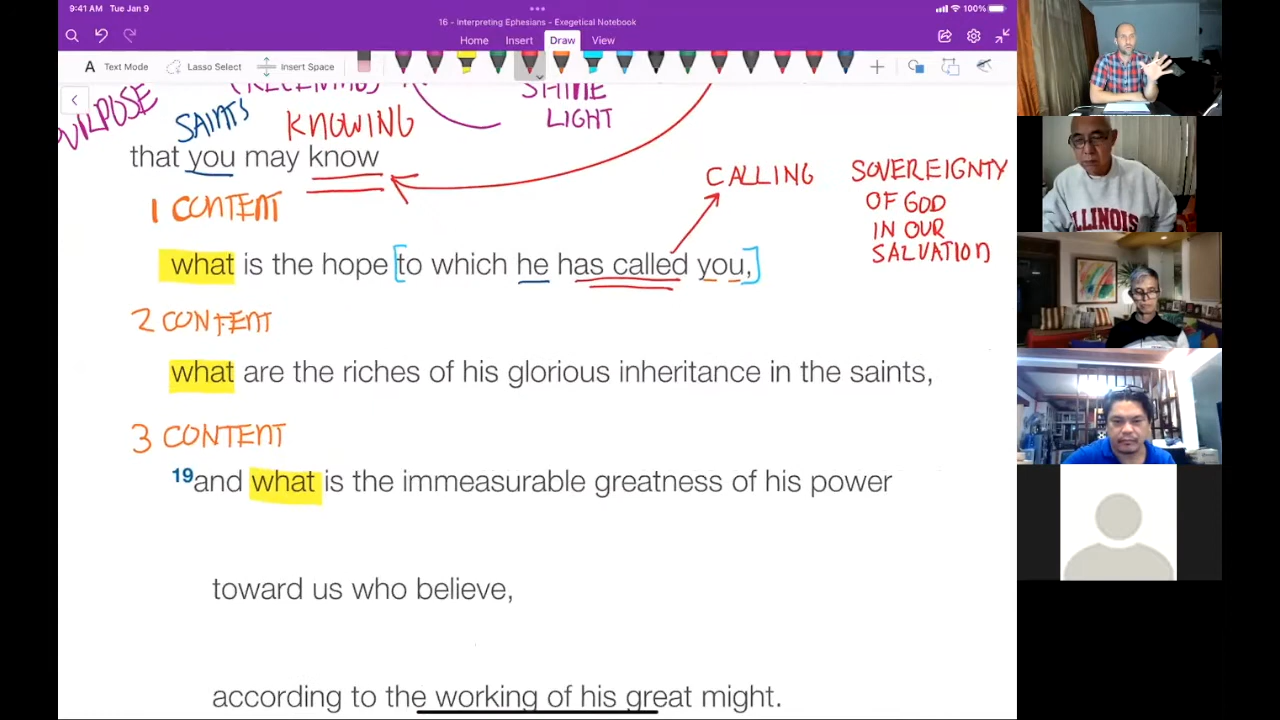 9:41 AM Tue Jan 9
100%
16 - Interpreting Ephesians - Exegetical Notebook
Home Insert Draw View
Text Mode Lasso Select Insert Space
PURPOSE
SAINTS
KNOWING
SHINE
LIGHT
that you may know
CALLING
SOVEREIGNTY
OF GOD
IN OUR
SALVATION
1 CONTENT
what is the hope [to which he has called you,]
2 CONTENT
what are the riches of his glorious inheritance in the saints,
3 CONTENT
19and what is the immeasurable greatness of his power
toward us who believe,
according to the working of his great might.
ILLINOIS